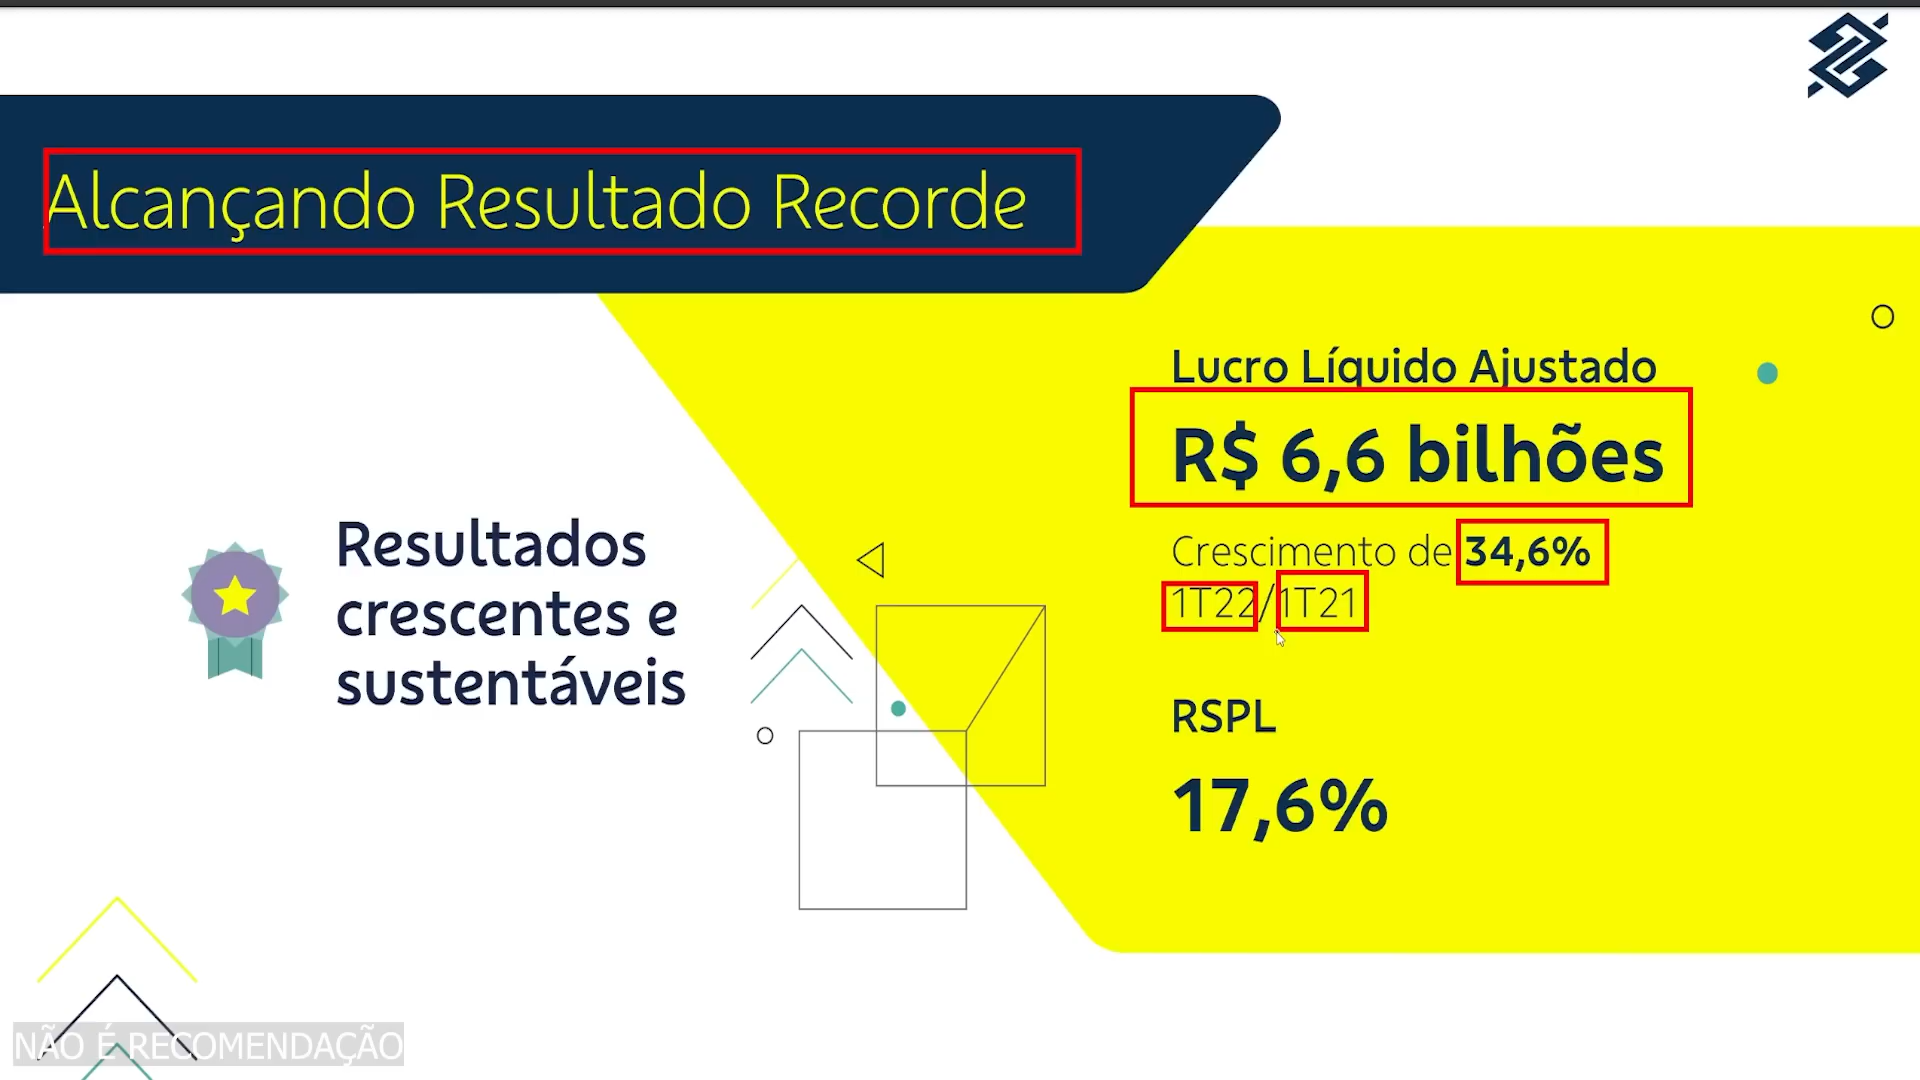 Alcançando Resultado Recorde
Lucro Líquido Ajustado
R$ 6,6 bilhões
Crescimento de 34,6%
1T22/1T21
Resultados
crescentes e
sustentáveis
RSPL
17,6%
NÃO É RECOMENDAÇÃO